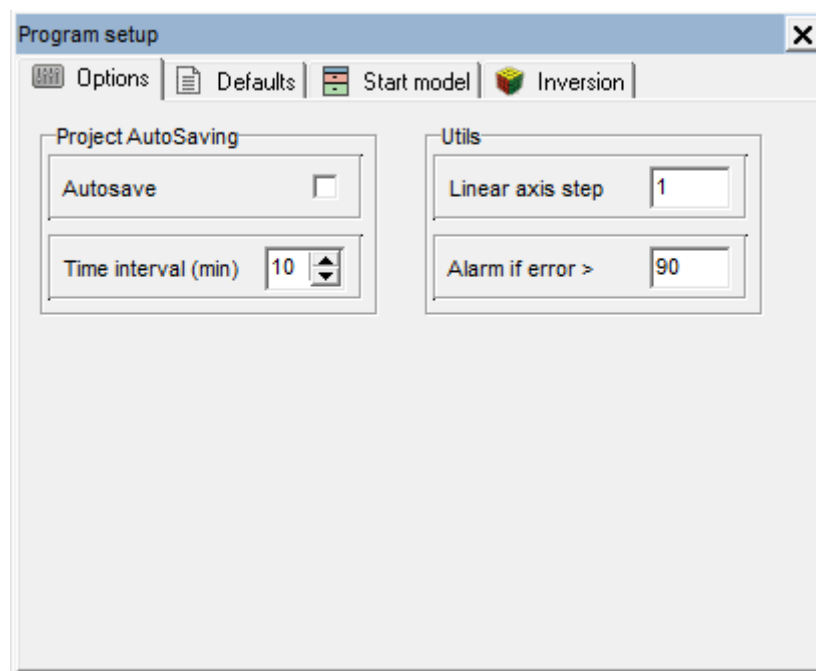 Program setup
Options Defaults Start model Inversion
Project AutoSaving
Autosave
Time interval (min) 10
Utils
Linear axis step 1
Alarm if error > 90